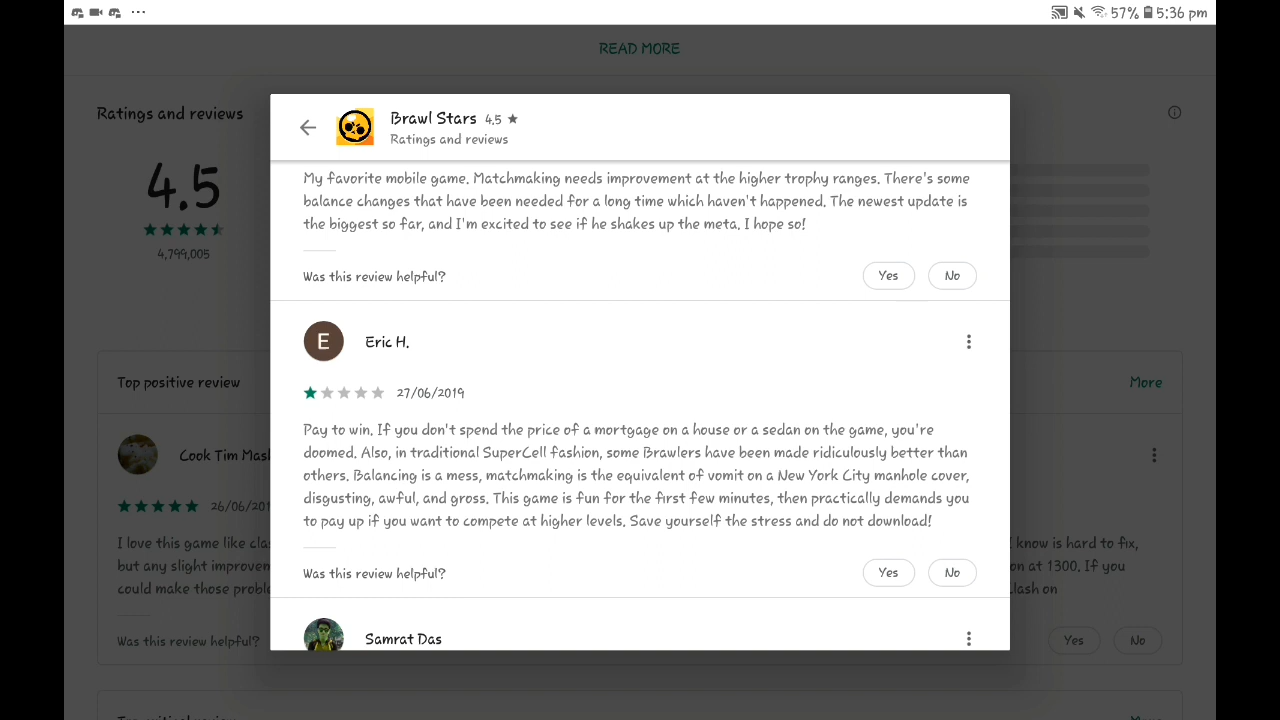 57% 5:36 pm
READ MORE
Ratings and reviews
4.5
4,799,005
Top positive review
More
Cook Tim
26/06/201
I love this game like
but any slight
could make those
Was this review helpful?
know is hard to fix,
on at 1300. If you
on
Yes No
Brawl Stars 4.5
Ratings and reviews
My favorite mobile game. Matchmaking needs improvement at the higher trophy ranges. There's some
balance changes that have been needed for a long time which haven't happened. The newest update is
the biggest so far, and I'm excited to see if he shakes up the meta. I hope so!
Was this review helpful?
Yes No
E
Eric H.
27/06/2019
Pay to win. If you don't spend the price of a mortgage on a house or a sedan on the game, you're
doomed. Also, in traditional SuperCell fashion, some Brawlers have been made ridiculously better than
others. Balancing is a mess, matchmaking is the equivalent of vomit on a New York City manhole cover,
disgusting, awful, and gross. This game is fun for the first few minutes, then practically demands you
to pay up if you want to compete at higher levels. Save yourself the stress and do not download!
Was this review helpful?
Yes No
Samrat Das